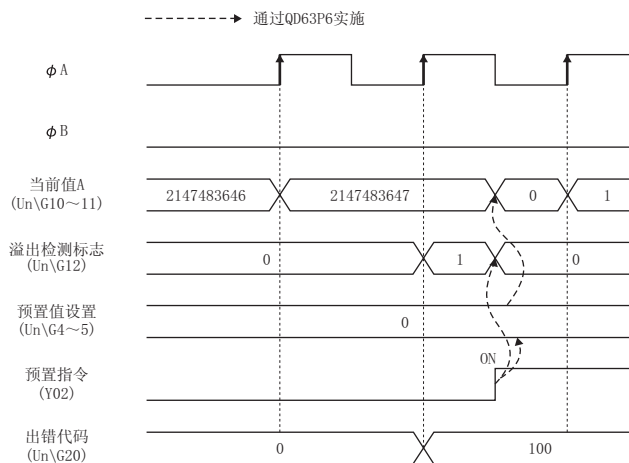 通过QD63P6实施
φA
φB
当前值A
(Un\G10～11)
2147483646
2147483647
0
1
溢出检测标志
(Un\G12)
0
1
0
预置值设置
(Un\G4～5)
0
预置指令
(Y02)
ON
出错代码
(Un\G20)
0
100